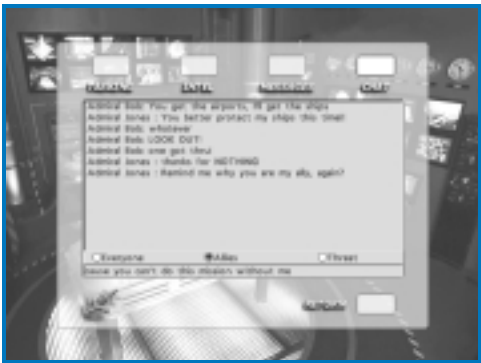 INTEL
MESSAGES
CHAT
Admiral Bob: You get the airports, I'll get the ships
Admiral Jones : You better protect my ships this time!!
Admiral Bob: whatever
Admiral Bob: LOOK OUT!
Admiral Bob: one got thru!
Admiral Jones : thanks for NOTHING
Admiral Jones : Remind me why you are my ally, again?
Everyone
Allies
Threat
cause you can't do this mission without me